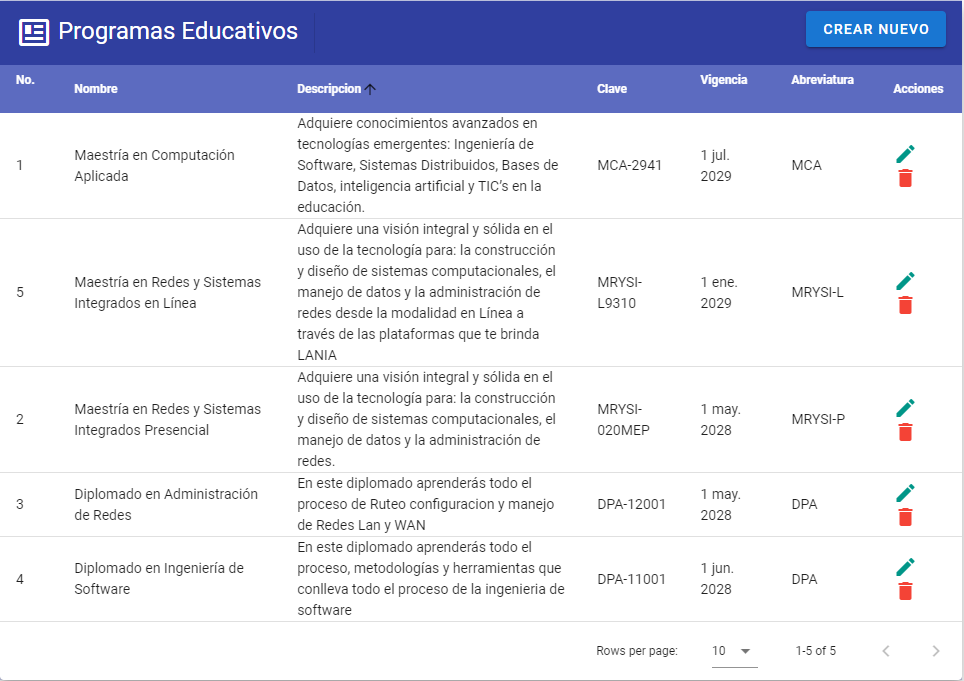 Programas Educativos
CREAR NUEVO
No.
Nombre
Descripcion
Clave
Vigencia
Abreviatura
Acciones
1
Maestría en Computación
Aplicada
Adquiere conocimientos avanzados en
tecnologías emergentes: Ingeniería de
Software, Sistemas Distribuidos, Bases de
Datos, inteligencia artificial y TIC's en la
educación.
MCA-2941
1 jul.
2029
MCA
5
Maestría en Redes y Sistemas
Integrados en Línea
Adquiere una visión integral y sólida en el
uso de la tecnología para: la construcción
y diseño de sistemas computacionales, el
manejo de datos y la administración de
redes desde la modalidad en Línea a
través de las plataformas que te brinda
LANIA
MRYSI-
L9310
1 ene.
2029
MRYSI-L
2
Maestría en Redes y Sistemas
Integrados Presencial
Adquiere una visión integral y sólida en el
uso de la tecnología para: la construcción
y diseño de sistemas computacionales, el
manejo de datos y la administración de
redes.
MRYSI-
020MEP
1 may.
2028
MRYSI-P
3
Diplomado en Administración
de Redes
En este diplomado aprenderás todo el
proceso de Ruteo configuracion y manejo
de Redes Lan y WAN
DPA-12001
1 may.
2028
DPA
4
Diplomado en Ingeniería de
Software
En este diplomado aprenderás todo el
proceso, metodologías y herramientas que
conlleva todo el proceso de la ingenieria de
software
DPA-11001
1 jun.
2028
DPA
Rows per page:
10
1-5 of 5